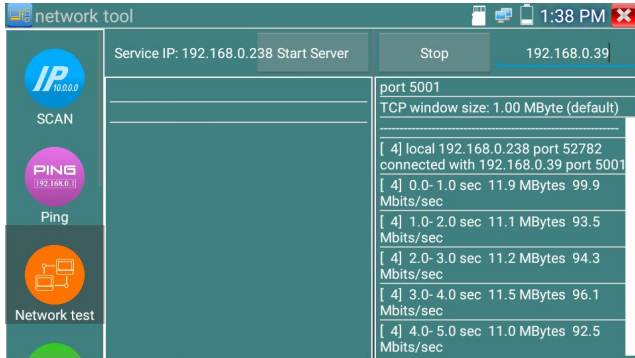 network tool
1:38 PM
Service IP: 192.168.0.238 Start Server
Stop
192.168.0.39
IP
10.0.0.0
SCAN
PING
192.168.0.1
Ping
Network test
port 5001
TCP window size: 1.00 MByte (default)
------------------------------------------------------------
[ 4] local 192.168.0.238 port 52782
connected with 192.168.0.39 port 5001
[ 4] 0.0- 1.0 sec 11.9 MBytes 99.9
Mbits/sec
[ 4] 1.0- 2.0 sec 11.1 MBytes 93.5
Mbits/sec
[ 4] 2.0- 3.0 sec 11.2 MBytes 94.3
Mbits/sec
[ 4] 3.0- 4.0 sec 11.5 MBytes 96.1
Mbits/sec
[ 4] 4.0- 5.0 sec 11.0 MBytes 92.5
Mbits/sec